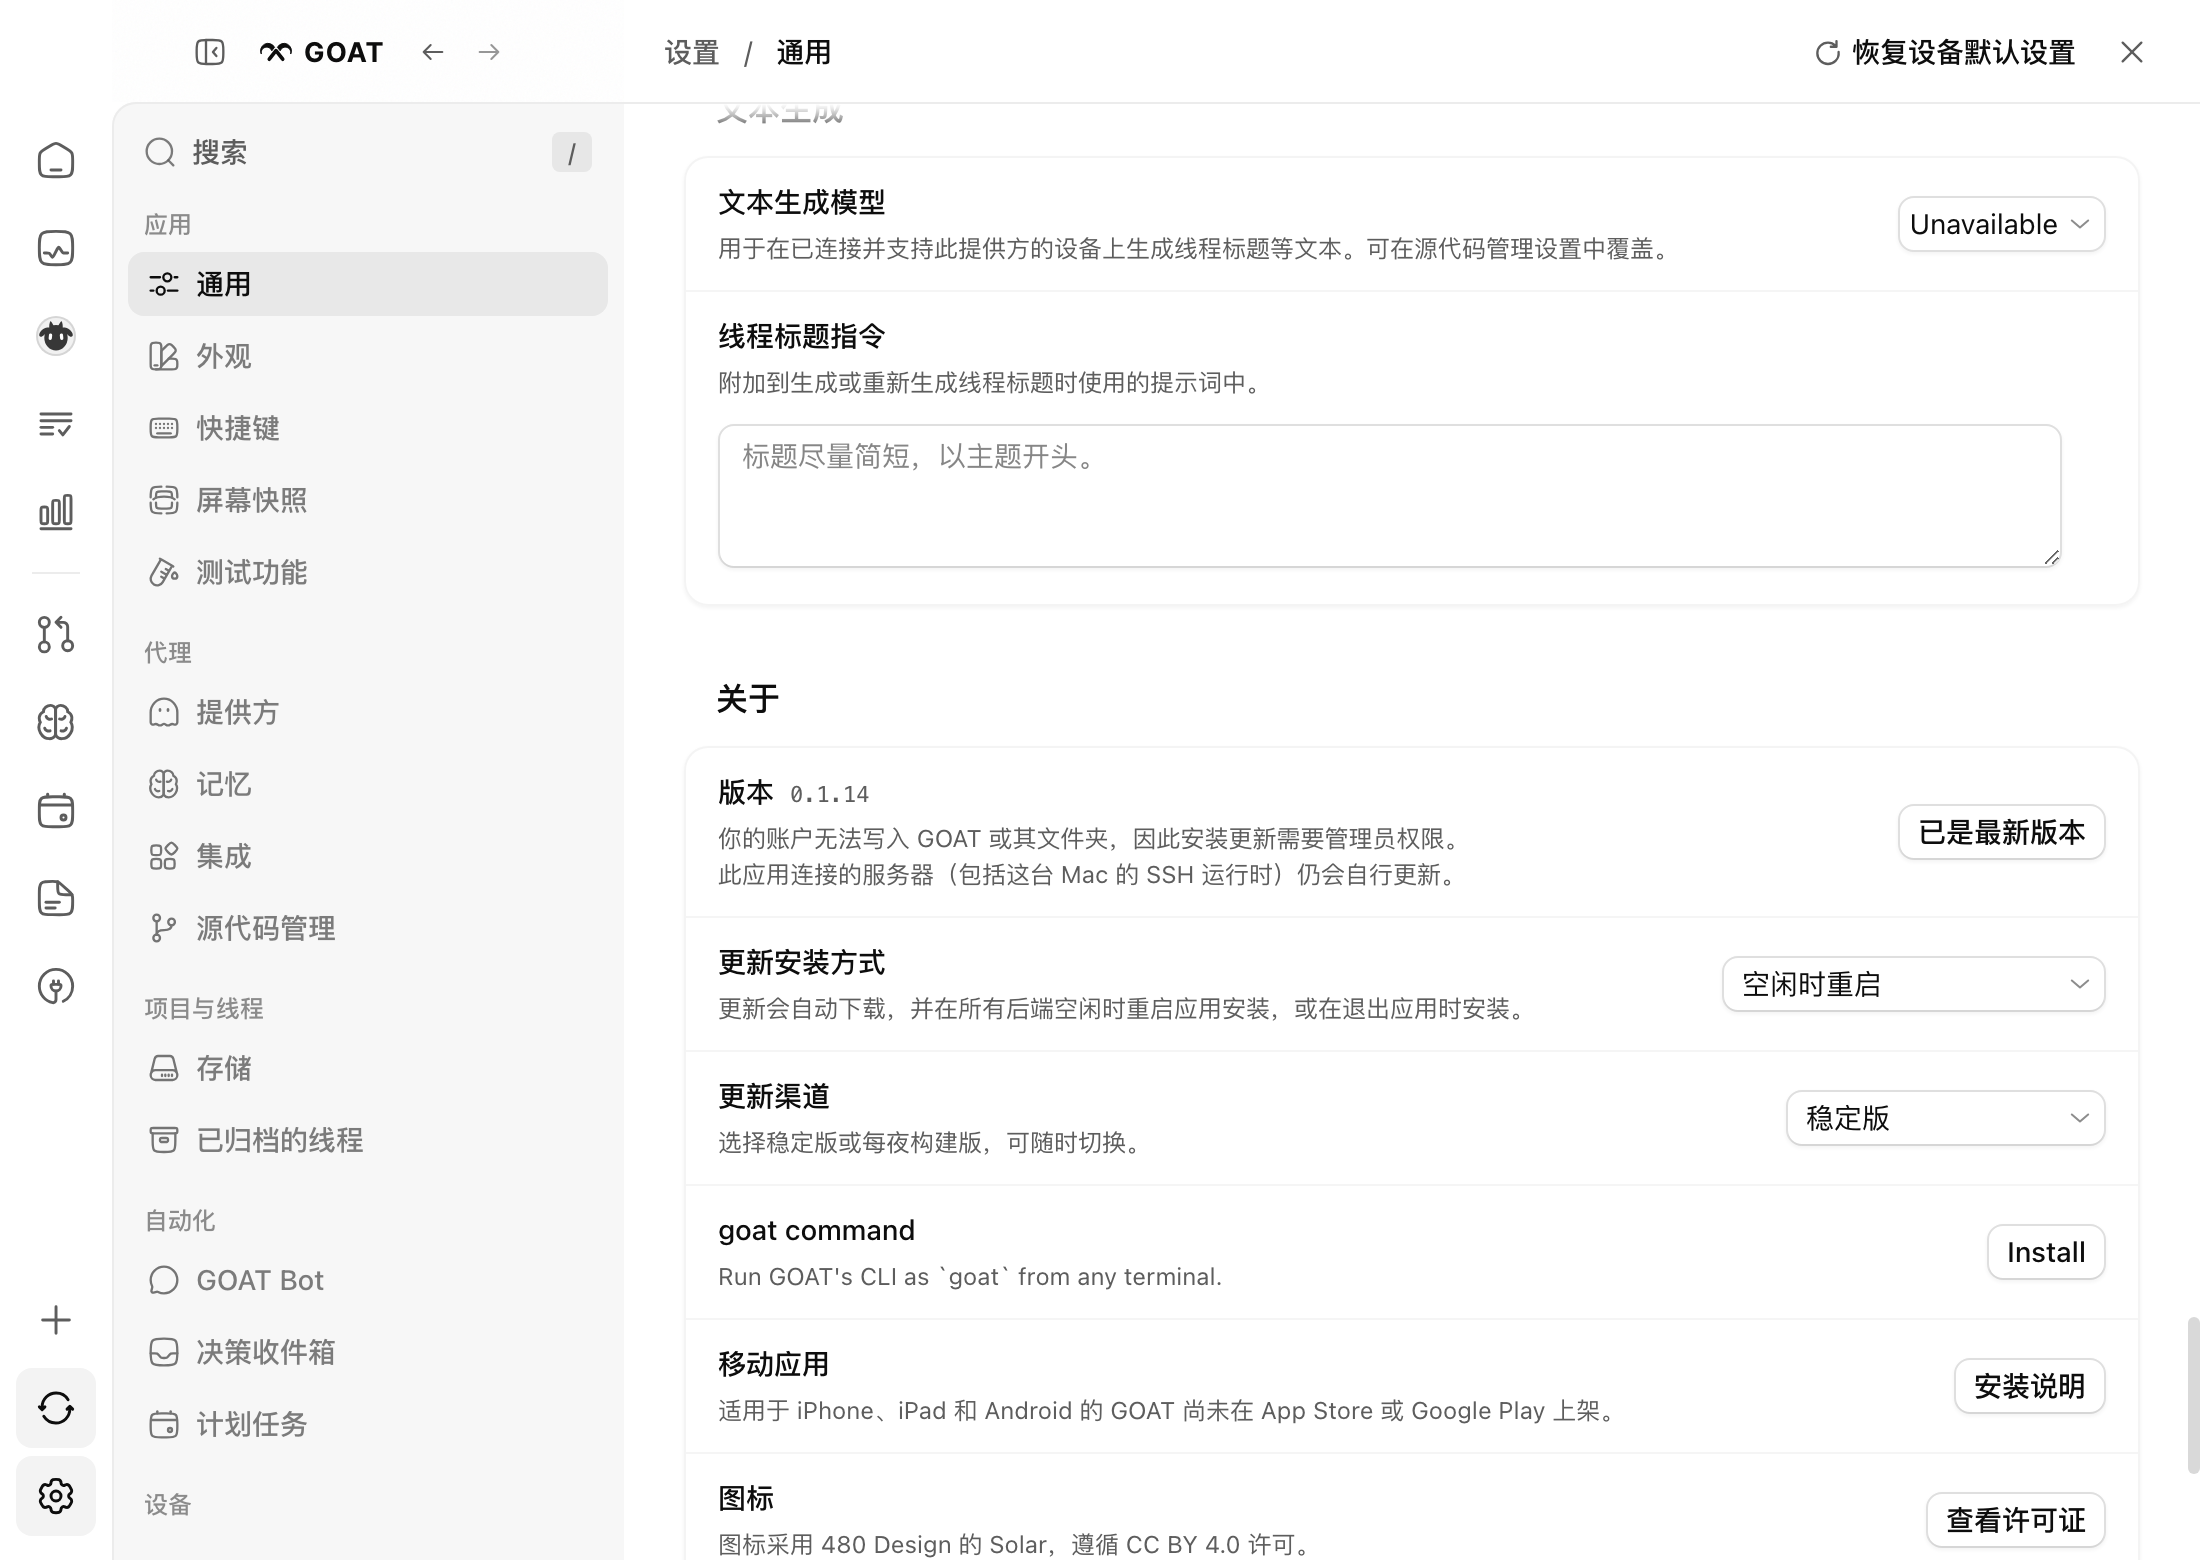 GOAT
设置 / 通用
恢复设备默认设置
搜索
/
应用
通用
外观
快捷键
屏幕快照
测试功能
代理
提供方
记忆
集成
源代码管理
项目与线程
存储
已归档的线程
自动化
GOAT Bot
决策收件箱
计划任务
设备
文本生成
文本生成模型
用于在已连接并支持此提供方的设备上生成线程标题等文本。可在源代码管理设置中覆盖。
Unavailable
线程标题指令
附加到生成或重新生成线程标题时使用的提示词中。
标题尽量简短，以主题开头。
关于
版本 0.1.14
你的账户无法写入 GOAT 或其文件夹，因此安装更新需要管理员权限。
此应用连接的服务器（包括这台 Mac 的 SSH 运行时）仍会自行更新。
已是最新版本
更新安装方式
更新会自动下载，并在所有后端空闲时重启应用安装，或在退出应用时安装。
空闲时重启
更新渠道
选择稳定版或每夜构建版，可随时切换。
稳定版
goat command
Run GOAT's CLI as `goat` from any terminal.
Install
移动应用
适用于 iPhone、iPad 和 Android 的 GOAT 尚未在 App Store 或 Google Play 上架。
安装说明
图标
图标采用 480 Design 的 Solar，遵循 CC BY 4.0 许可。
查看许可证